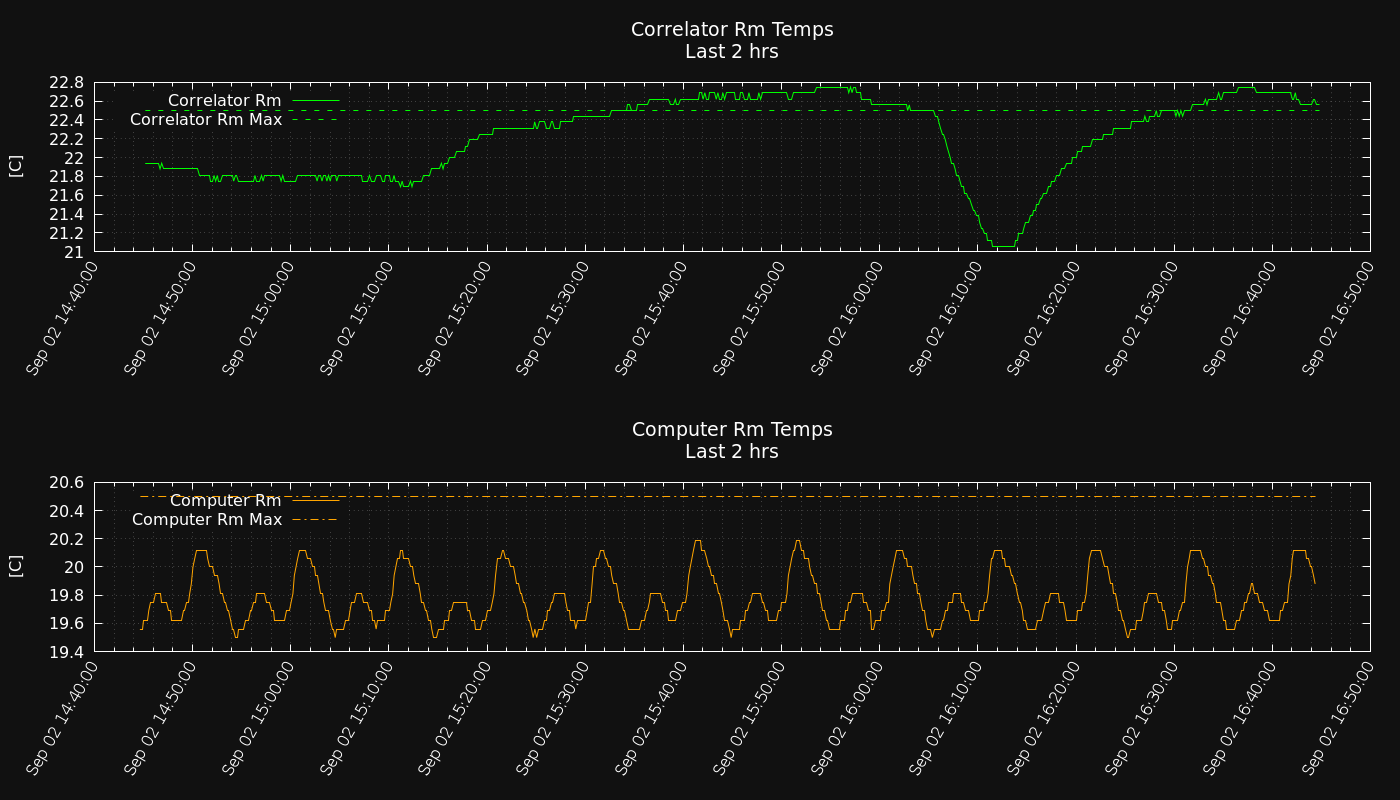 Correlator Rm Temps
Last 2 hrs
22.8
22.6
22.4
22.2
22
21.8
21.6
21.4
21.2
21
[C]
Correlator Rm
Correlator Rm Max
Sep 02 14:40:00
Sep 02 14:50:00
Sep 02 15:00:00
Sep 02 15:10:00
Sep 02 15:20:00
Sep 02 15:30:00
Sep 02 15:40:00
Sep 02 15:50:00
Sep 02 16:00:00
Sep 02 16:10:00
Sep 02 16:20:00
Sep 02 16:30:00
Sep 02 16:40:00
Sep 02 16:50:00
Computer Rm Temps
Last 2 hrs
20.6
20.4
20.2
20
19.8
19.6
19.4
[C]
Computer Rm
Computer Rm Max
Sep 02 14:40:00
Sep 02 14:50:00
Sep 02 15:00:00
Sep 02 15:10:00
Sep 02 15:20:00
Sep 02 15:30:00
Sep 02 15:40:00
Sep 02 15:50:00
Sep 02 16:00:00
Sep 02 16:10:00
Sep 02 16:20:00
Sep 02 16:30:00
Sep 02 16:40:00
Sep 02 16:50:00